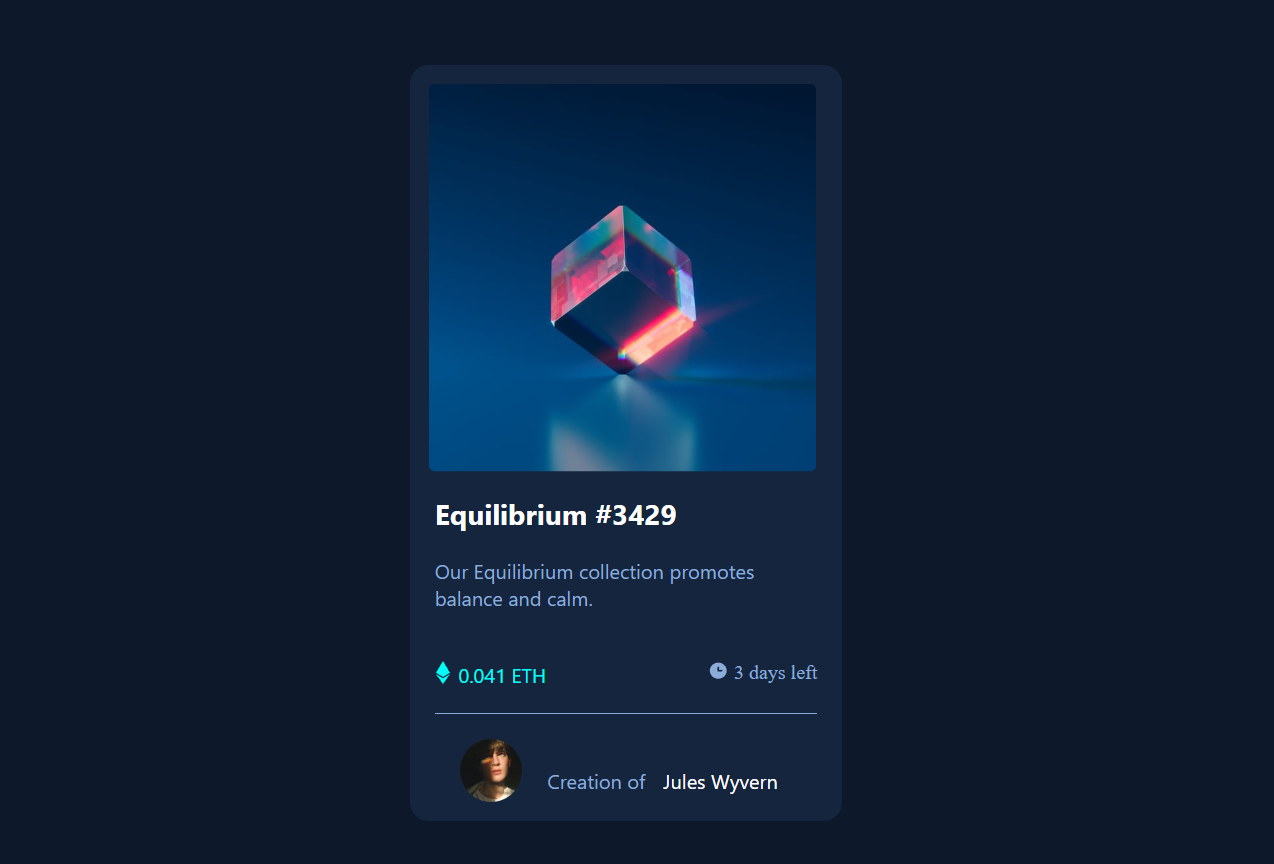 Equilibrium #3429
Our Equilibrium collection promotes
balance and calm.
0.041 ETH
3 days left
Creation of Jules Wyvern